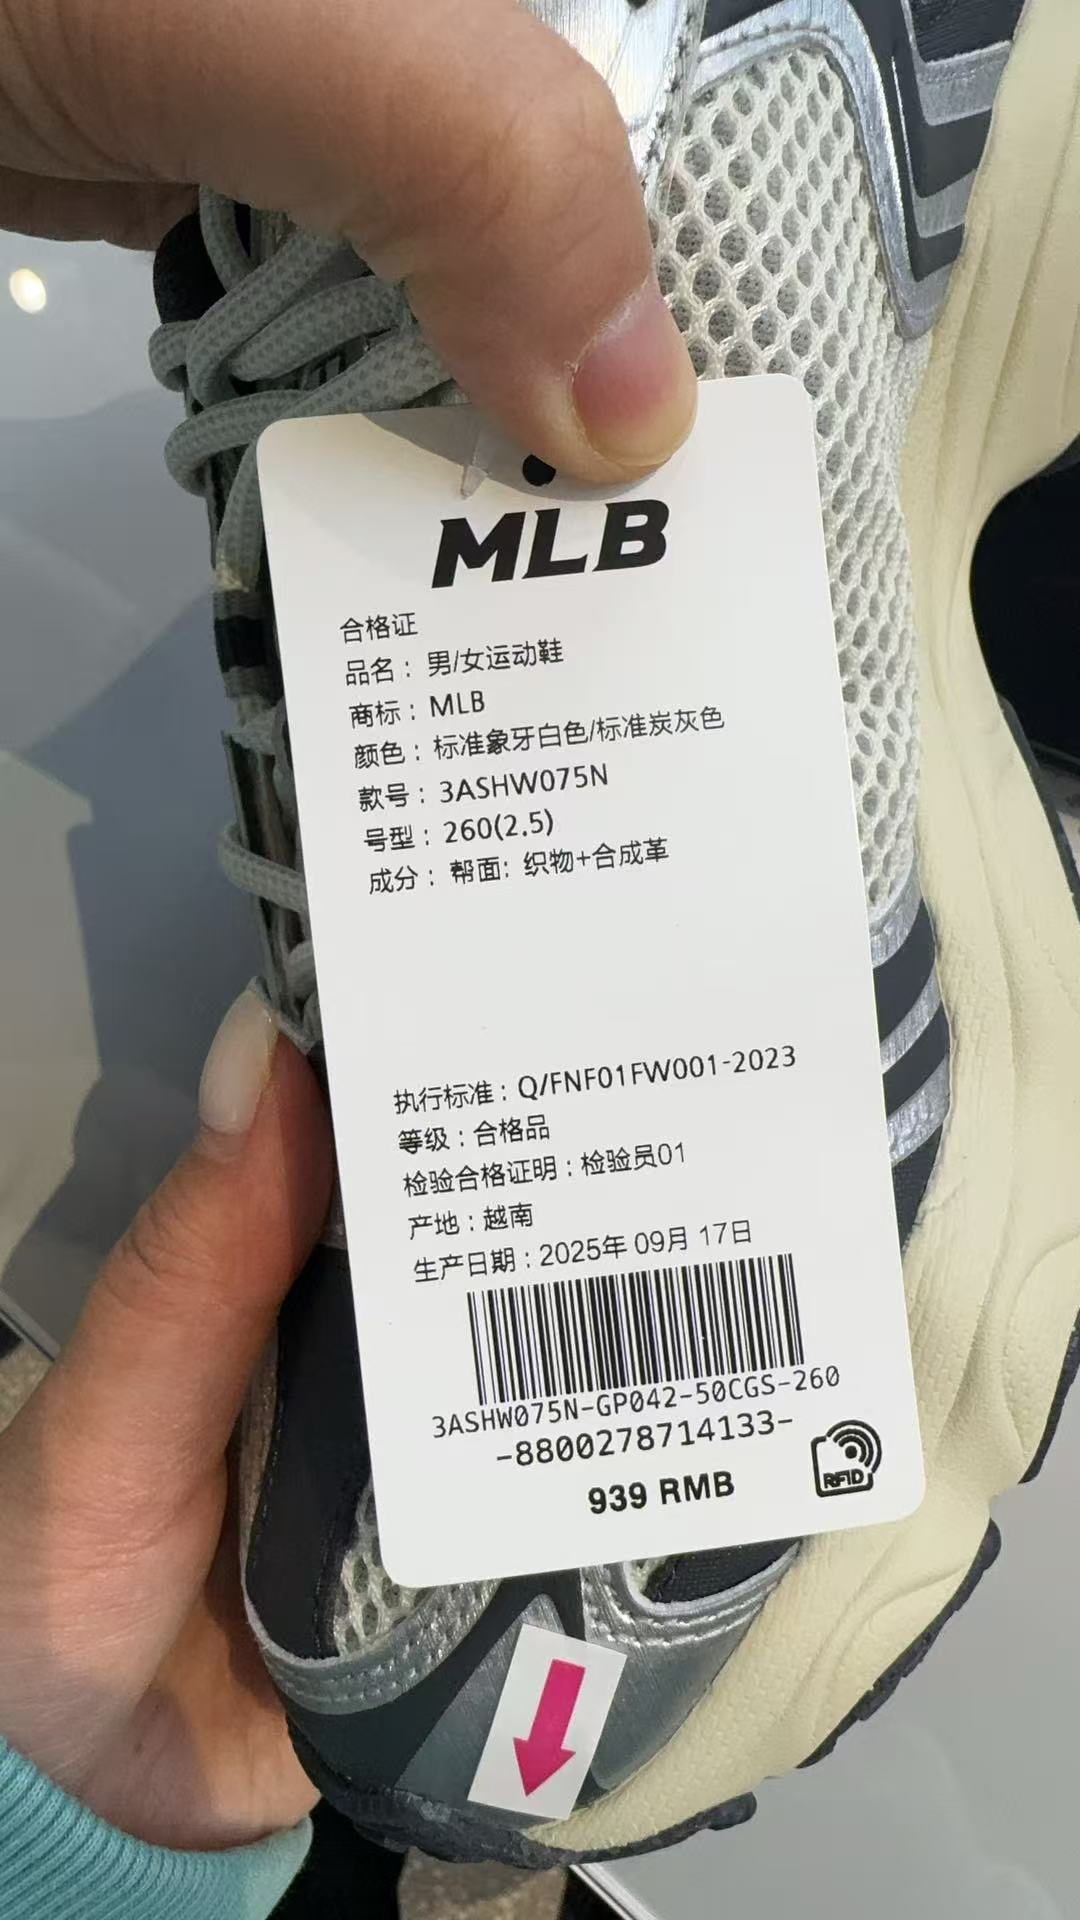 MLB
合格证
品名：男/女运动鞋
商标：MLB
颜色：标准象牙白色/标准炭灰色
款号：3ASHW075N
号型：260(2.5)
成分：帮面: 织物+合成革
执行标准：Q/FNF01FW001-2023
等级：合格品
检验合格证明：检验员01
产地：越南
生产日期：2025年 09月 17日
3ASHW075N-GP042-50CGS-260
-8800278714133-
939 RMB
RFID